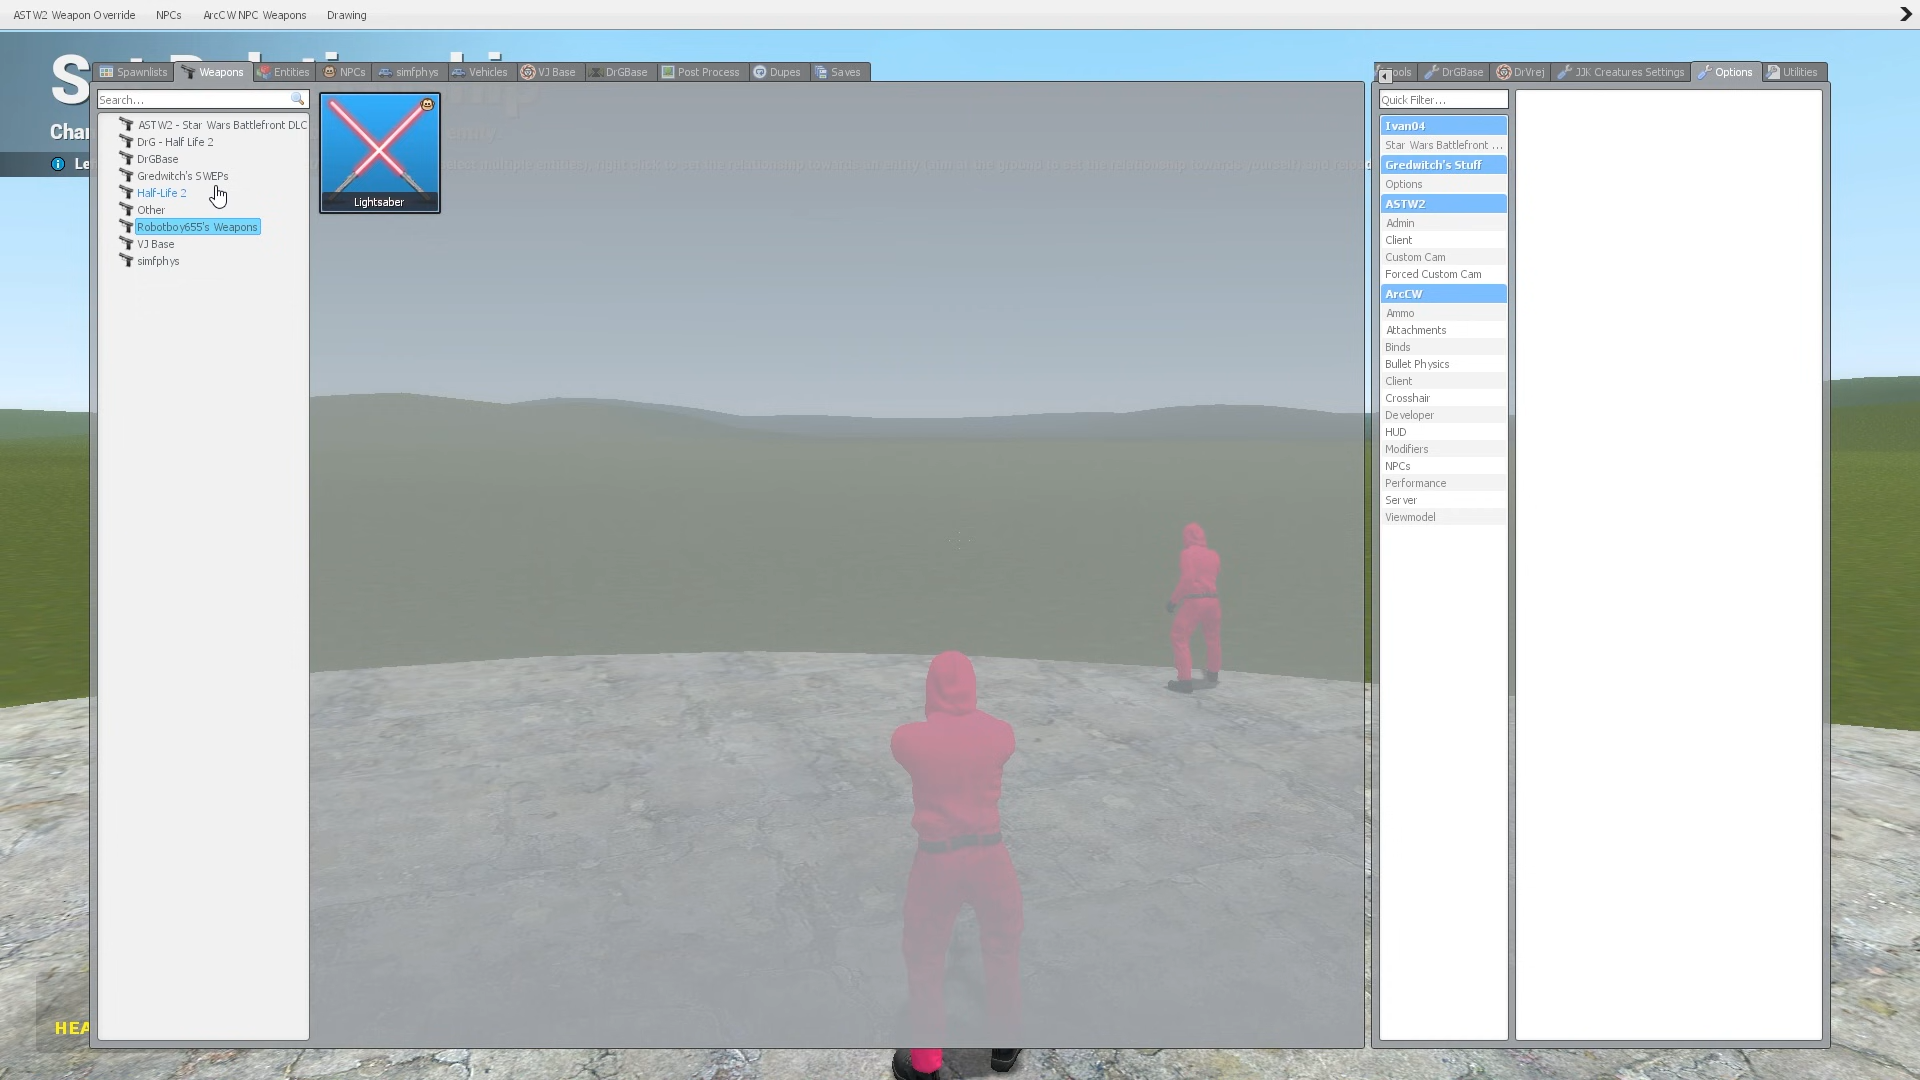 ASTW2 Weapon Override NPCs ArcCW NPC Weapons Drawing
Spawnlists Weapons Entities NPCs simfphys Vehicles VJ Base DrGBase Post Process Dupes Saves
Search...
ASTW2 - Star Wars Battlefront DLC
DrG - Half Life 2
DrGBase
Gredwitch's SWEPs
Half-Life 2
Other
Robotboy655's Weapons
VJ Base
simfphys
Lightsaber
HEA
DrGBase DrVrej JJK Creatures Settings Options Utilities
Quick Filter...
Ivan04
Star Wars Battlefront ...
Gredwitch's Stuff
Options
ASTW2
Admin
Client
Custom Cam
Forced Custom Cam
ArcCW
Ammo
Attachments
Binds
Bullet Physics
Client
Crosshair
Developer
HUD
Modifiers
NPCs
Performance
Server
Viewmodel